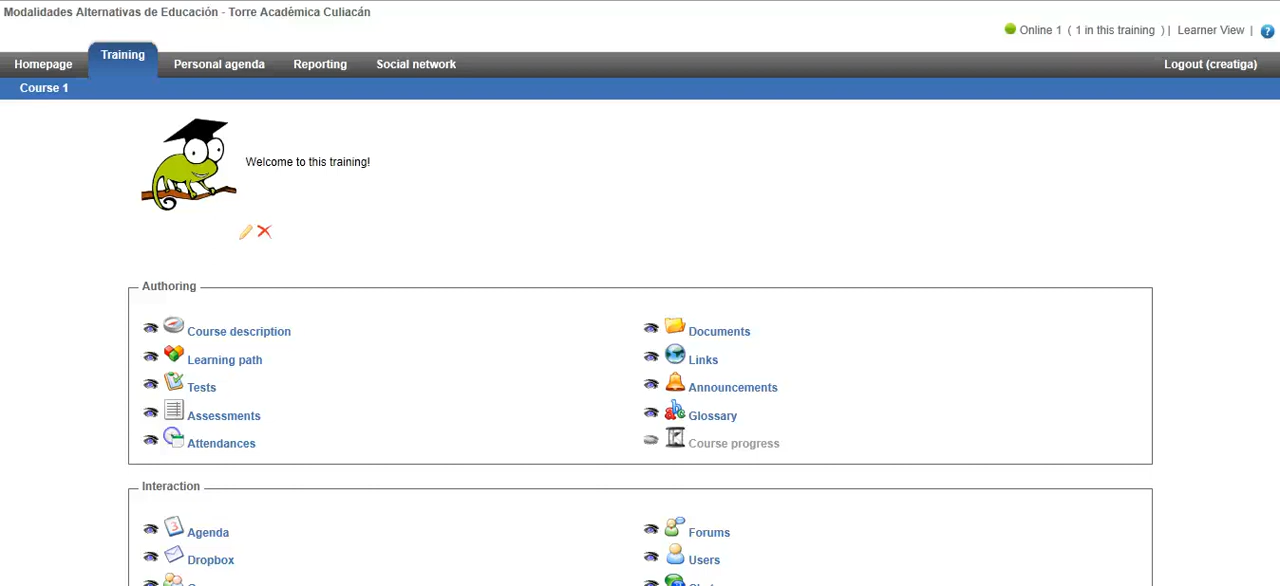 Modalidades Alternativas de Educación - Torre Académica Culiacán
Online 1 ( 1 in this training ) | Learner View | ?
Homepage Training Personal agenda Reporting Social network Logout (creatiga)
Course 1
Welcome to this training!
Authoring
Course description Documents
Learning path Links
Tests Announcements
Assessments Glossary
Attendances Course progress
Interaction
Agenda Forums
Dropbox Users